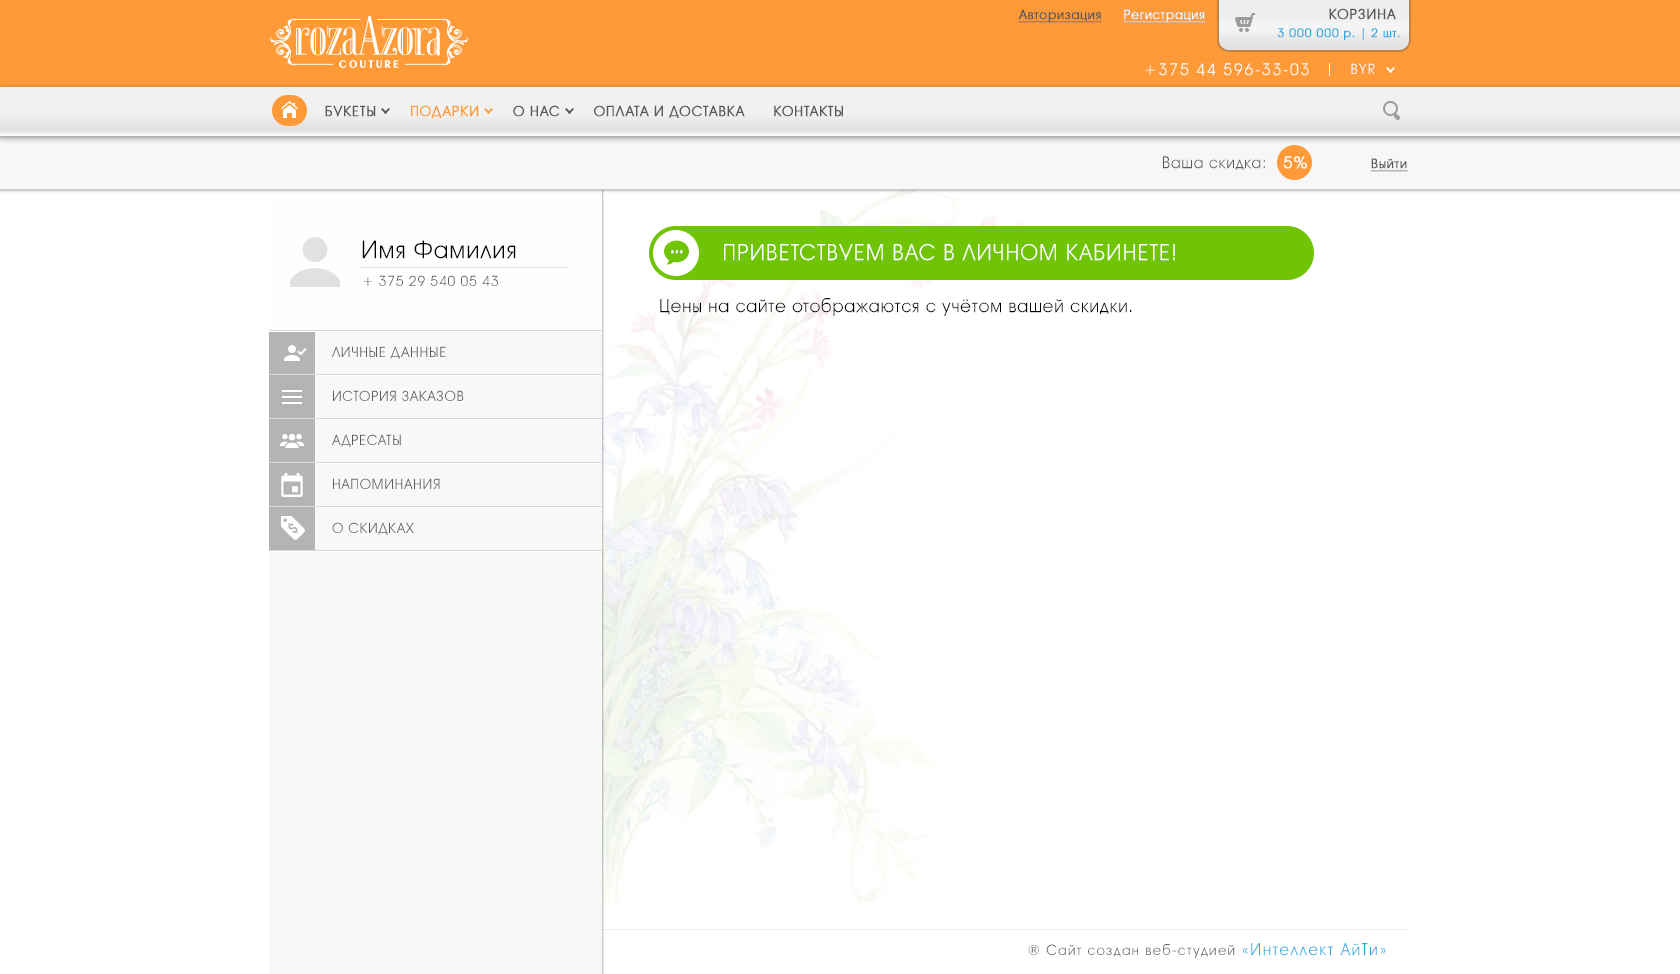 rozaAzora
COUTURE
Авторизация Регистрация
КОРЗИНА
3 000 000 р. | 2 шт.
+375 44 596-33-03 | BYR
БУКЕТЫ ПОДАРКИ О НАС ОПЛАТА И ДОСТАВКА КОНТАКТЫ
Ваша скидка: 5% Выйти
Имя Фамилия
+ 375 29 540 05 43
ПРИВЕТСТВУЕМ ВАС В ЛИЧНОМ КАБИНЕТЕ!
Цены на сайте отображаются с учётом вашей скидки.
ЛИЧНЫЕ ДАННЫЕ
ИСТОРИЯ ЗАКАЗОВ
АДРЕСАТЫ
НАПОМИНАНИЯ
О СКИДКАХ
® Сайт создан веб-студией «Интеллект АйТи»